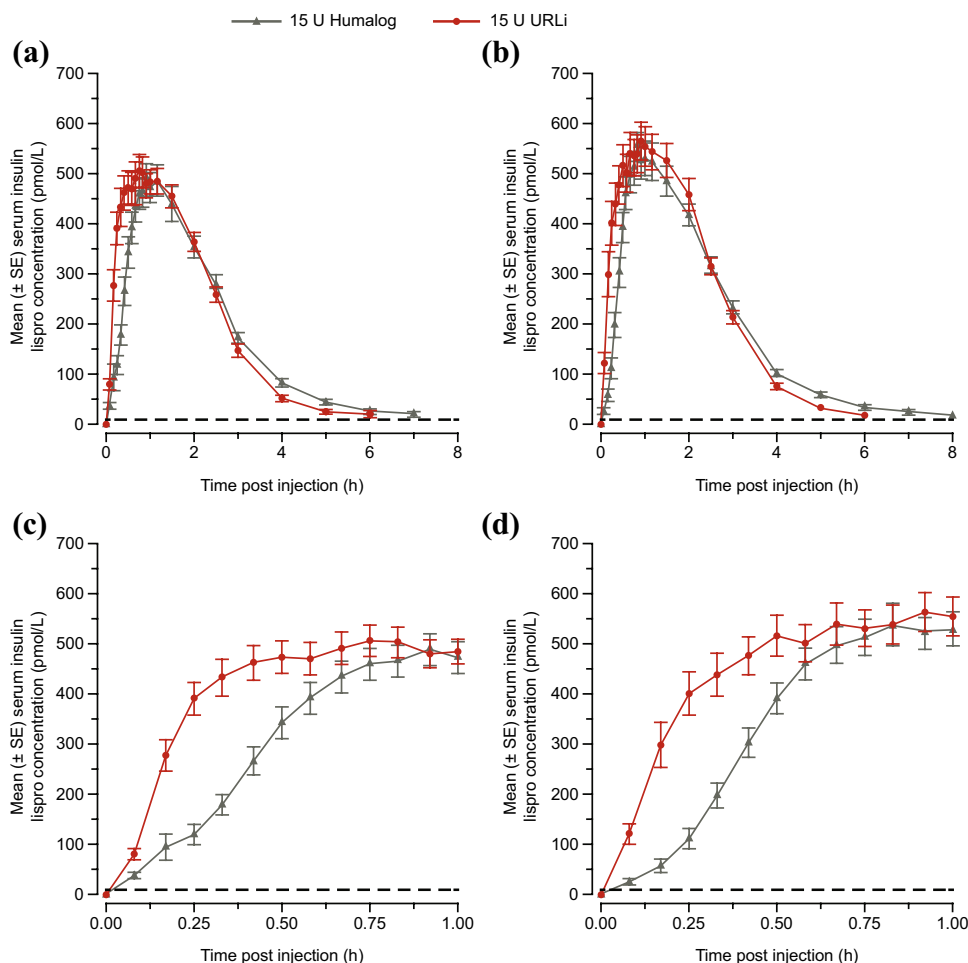 15 U Humalog 15 U URLi
(a)
700
600
500
400
300
200
100
0
0 2 4 6 8
Mean (± SE) serum insulin
lispro concentration (pmol/L)
Time post injection (h)
(b)
700
600
500
400
300
200
100
0
0 2 4 6 8
Mean (± SE) serum insulin
lispro concentration (pmol/L)
Time post injection (h)
(c)
700
600
500
400
300
200
100
0
0.00 0.25 0.50 0.75 1.00
Mean (± SE) serum insulin
lispro concentration (pmol/L)
Time post injection (h)
(d)
700
600
500
400
300
200
100
0
0.00 0.25 0.50 0.75 1.00
Mean (± SE) serum insulin
lispro concentration (pmol/L)
Time post injection (h)